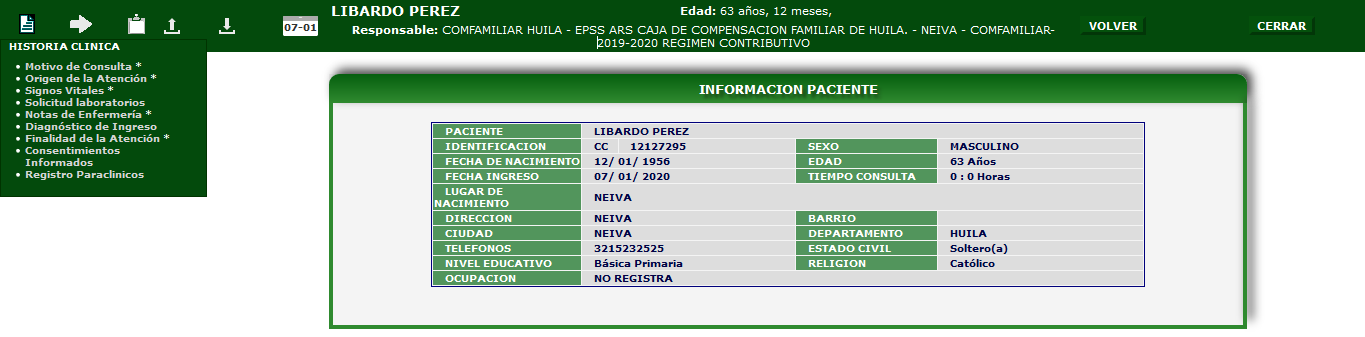 LIBARDO PEREZ
Edad: 63 años, 12 meses,
07-01
Responsable: COMFAMILIAR HUILA - EPSS ARS CAJA DE COMPENSACION FAMILIAR DE HUILA. - NEIVA - COMFAMILIAR-
2019-2020 REGIMEN CONTRIBUTIVO
VOLVER
CERRAR
HISTORIA CLINICA
• Motivo de Consulta *
• Origen de la Atención *
• Signos Vitales *
• Solicitud laboratorios
• Notas de Enfermería *
• Diagnóstico de Ingreso
• Finalidad de la Atención *
• Consentimientos
Informados
• Registro Paraclinicos
INFORMACION PACIENTE
PACIENTE LIBARDO PEREZ
IDENTIFICACION CC 12127295 SEXO MASCULINO
FECHA DE NACIMIENTO 12/ 01/ 1956 EDAD 63 Años
FECHA INGRESO 07/ 01/ 2020 TIEMPO CONSULTA 0 : 0 Horas
LUGAR DE
NACIMIENTO NEIVA
DIRECCION NEIVA BARRIO
CIUDAD NEIVA DEPARTAMENTO HUILA
TELEFONOS 3215232525 ESTADO CIVIL Soltero(a)
NIVEL EDUCATIVO Básica Primaria RELIGION Católico
OCUPACION NO REGISTRA